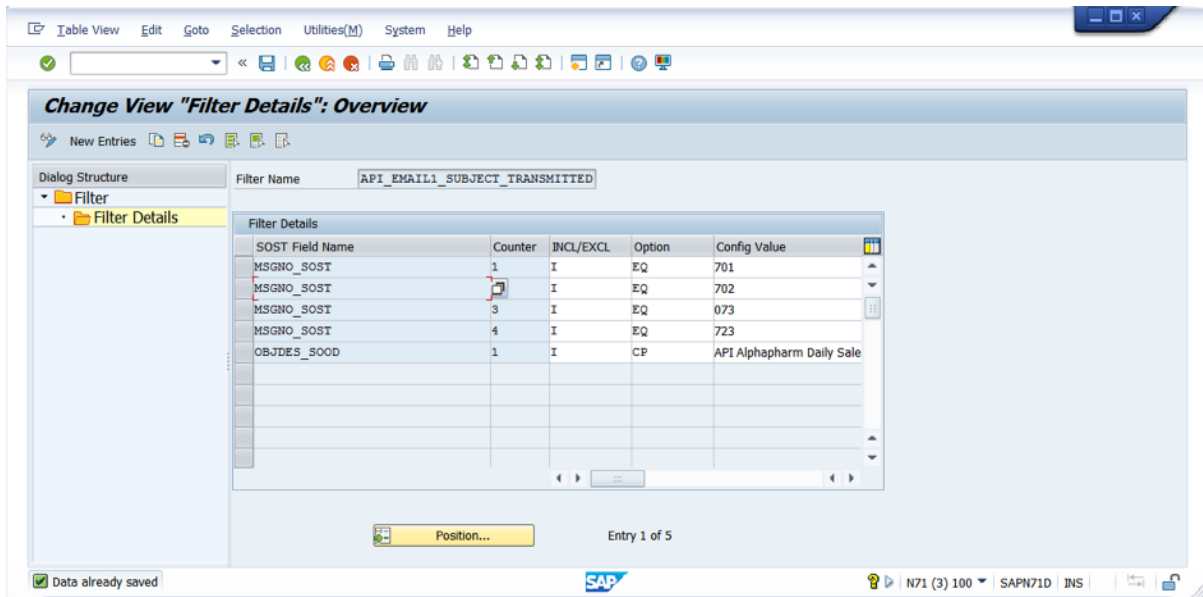 Table View Edit Goto Selection Utilities(M) System Help
Change View "Filter Details": Overview
New Entries
Dialog Structure
Filter
Filter Details
Filter Name API_EMAIL1_SUBJECT_TRANSMITTED
Filter Details
SOST Field Name Counter INCL/EXCL Option Config Value
MSGNO_SOST 1 I EQ 701
MSGNO_SOST I EQ 702
MSGNO_SOST 3 I EQ 073
MSGNO_SOST 4 I EQ 723
OBJDES_SOOD 1 I CP API Alphapharm Daily Sale
Position... Entry 1 of 5
Data already saved SAP N71 (3) 100 SAPN71D INS